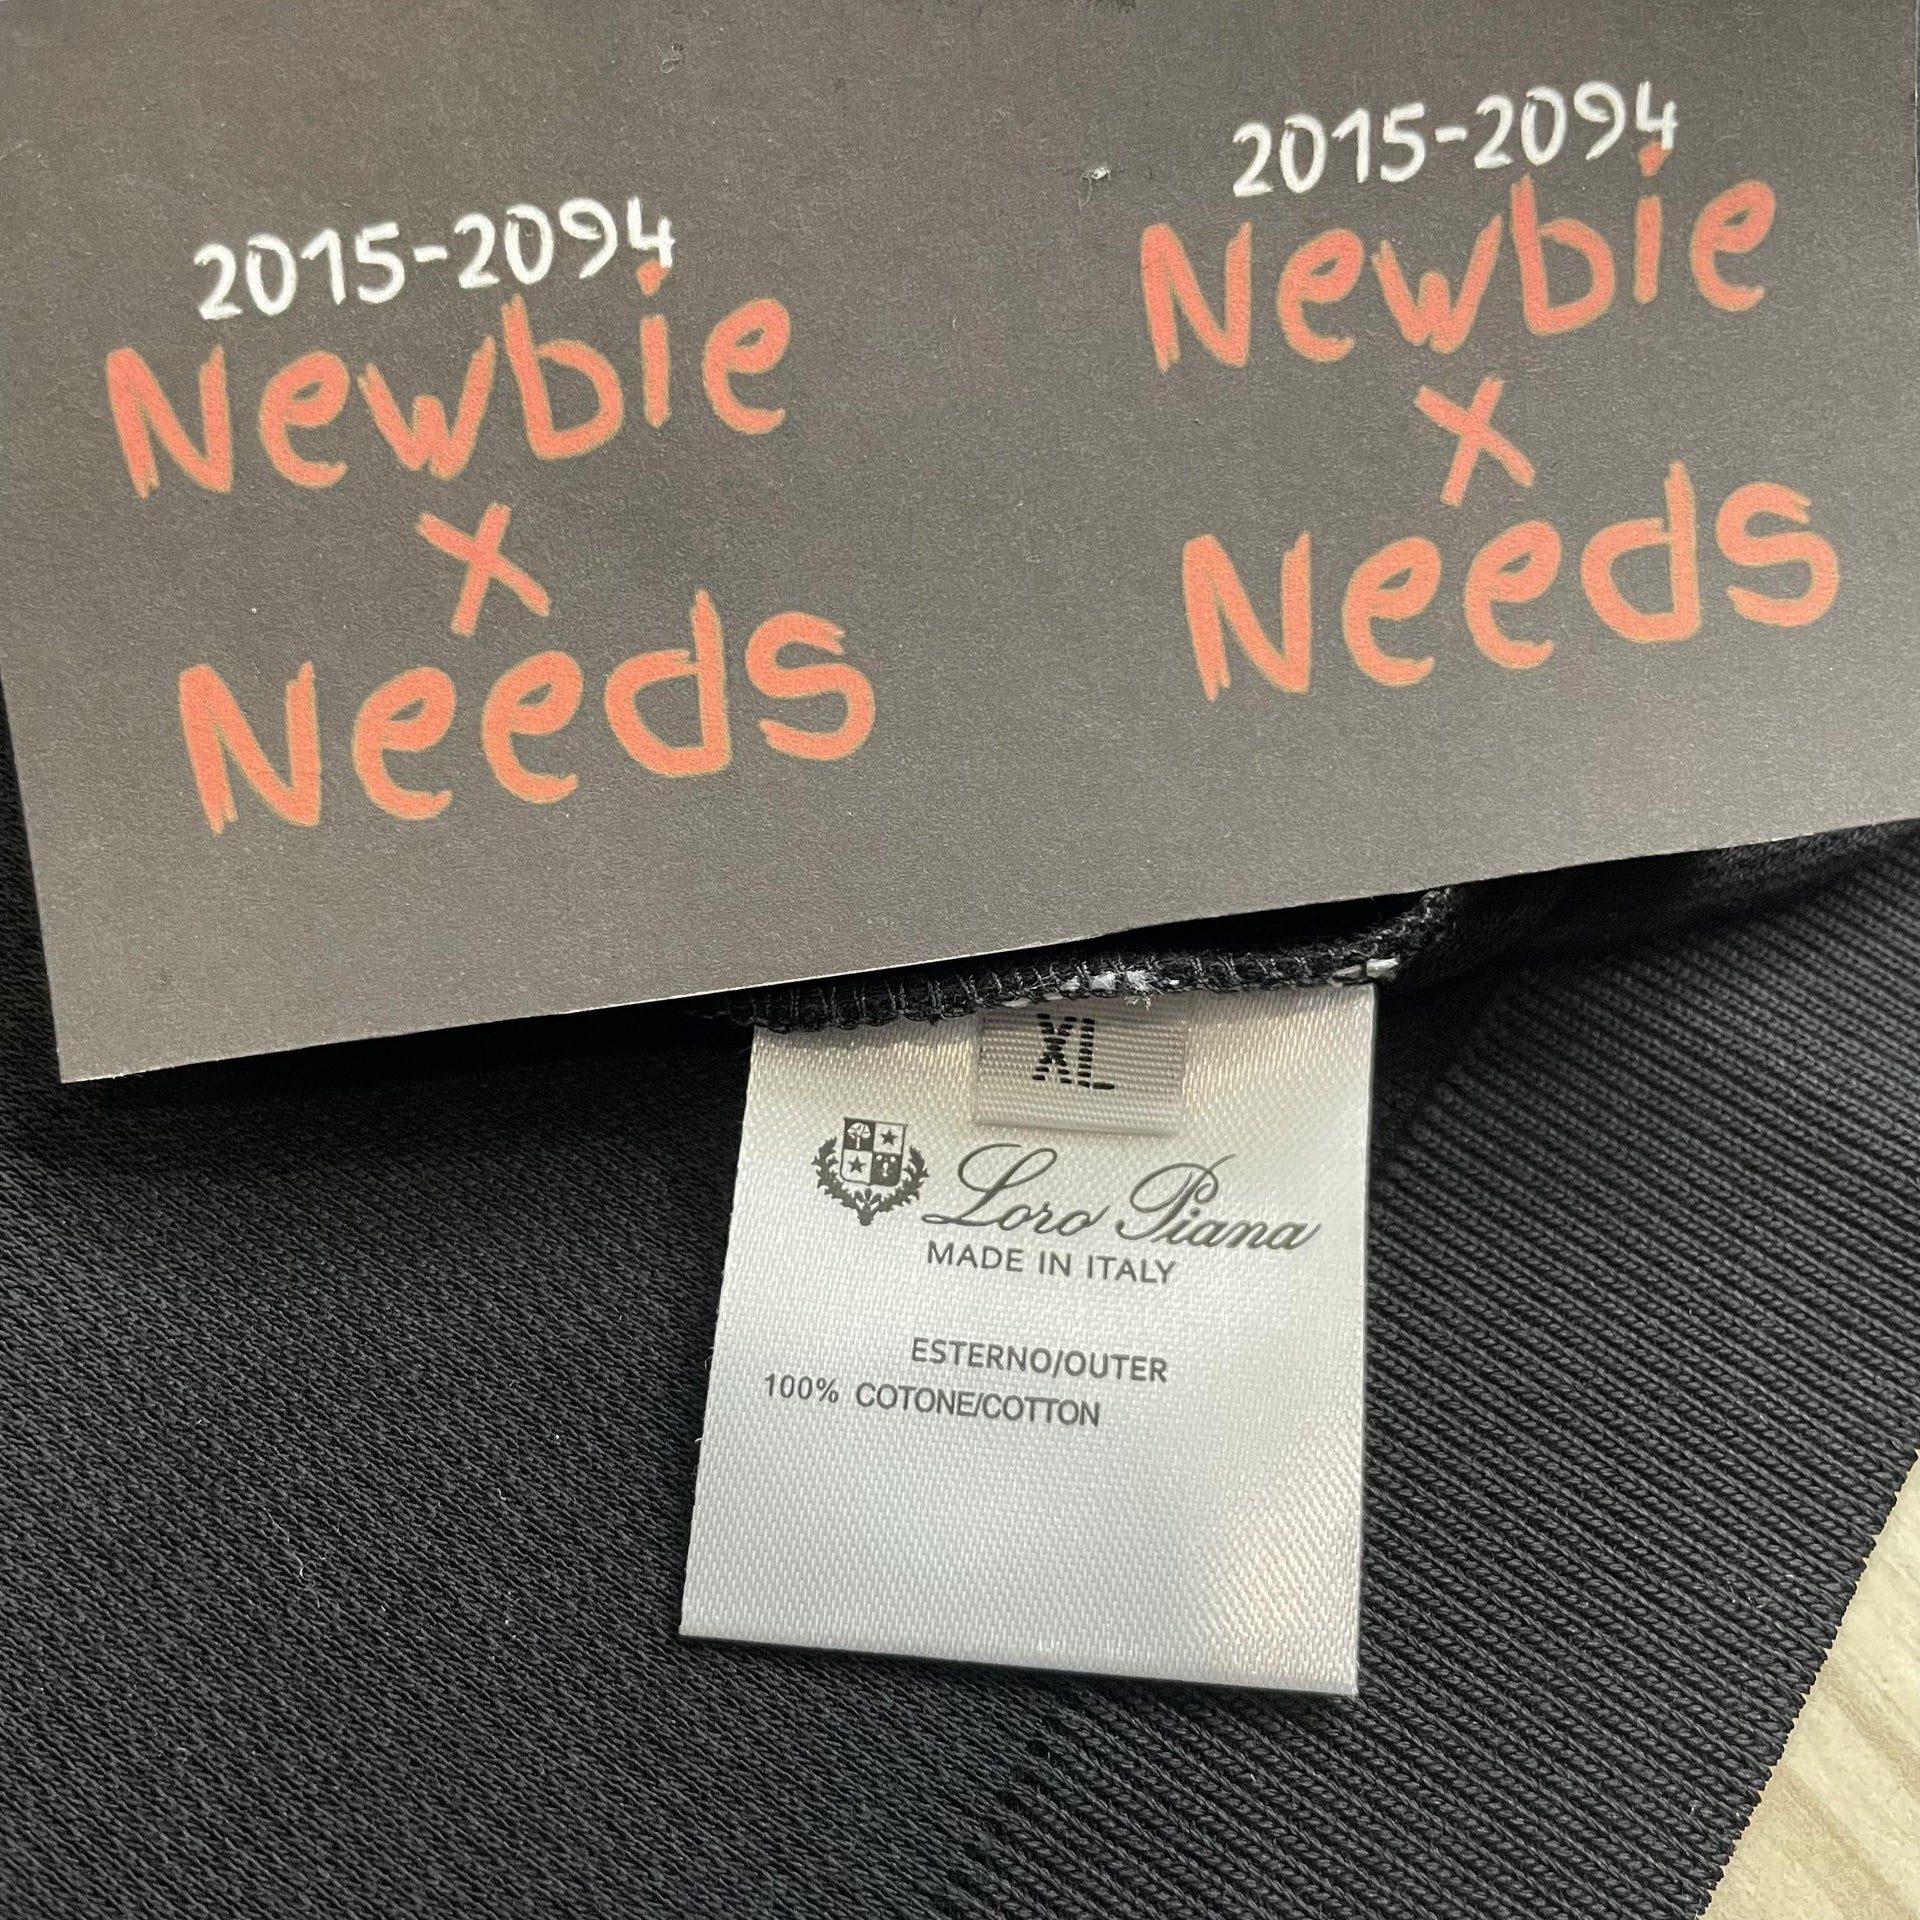 2015-2094
Newbie
x
Needs
2015-2094
Newbie
x
Needs
XL
Loro Piana
MADE IN ITALY
ESTERNO/OUTER
100% COTONE/COTTON